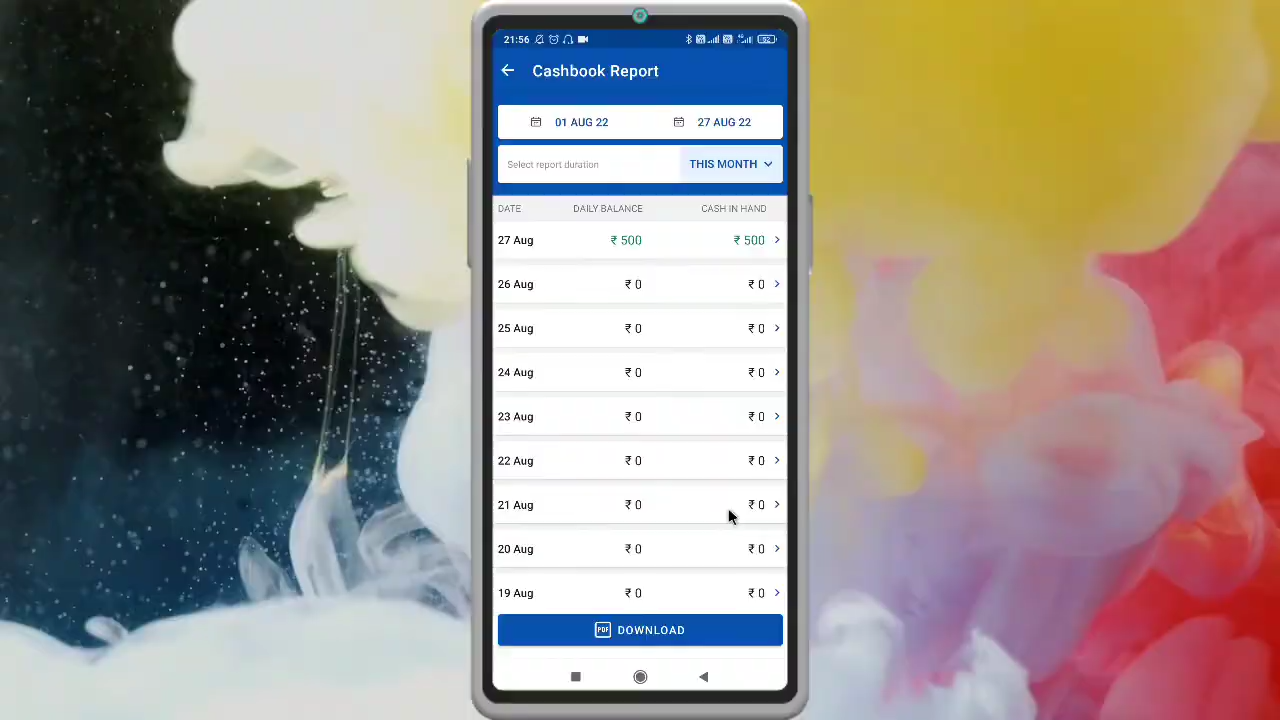 21:56
Cashbook Report
01 AUG 22 27 AUG 22
Select report duration THIS MONTH
DATE DAILY BALANCE CASH IN HAND
27 Aug ₹ 500 ₹ 500
26 Aug ₹ 0 ₹ 0
25 Aug ₹ 0 ₹ 0
24 Aug ₹ 0 ₹ 0
23 Aug ₹ 0 ₹ 0
22 Aug ₹ 0 ₹ 0
21 Aug ₹ 0 ₹ 0
20 Aug ₹ 0 ₹ 0
19 Aug ₹ 0 ₹ 0
PDF DOWNLOAD